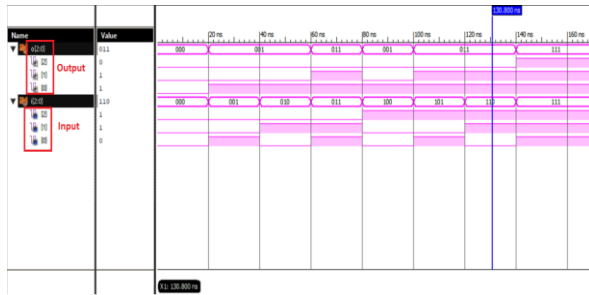 130.800 ns
Name Value
20 ns 40 ns 60 ns 80 ns 100 ns 120 ns 140 ns 160 ns
o[2:0] 011 000 001 011 001 011 111
[2] 0
Output
[1] 1
[0] 1
i[2:0] 110 000 001 010 011 100 101 110 111
[2] 1
Input
[1] 1
[0] 0
X1: 130.800 ns